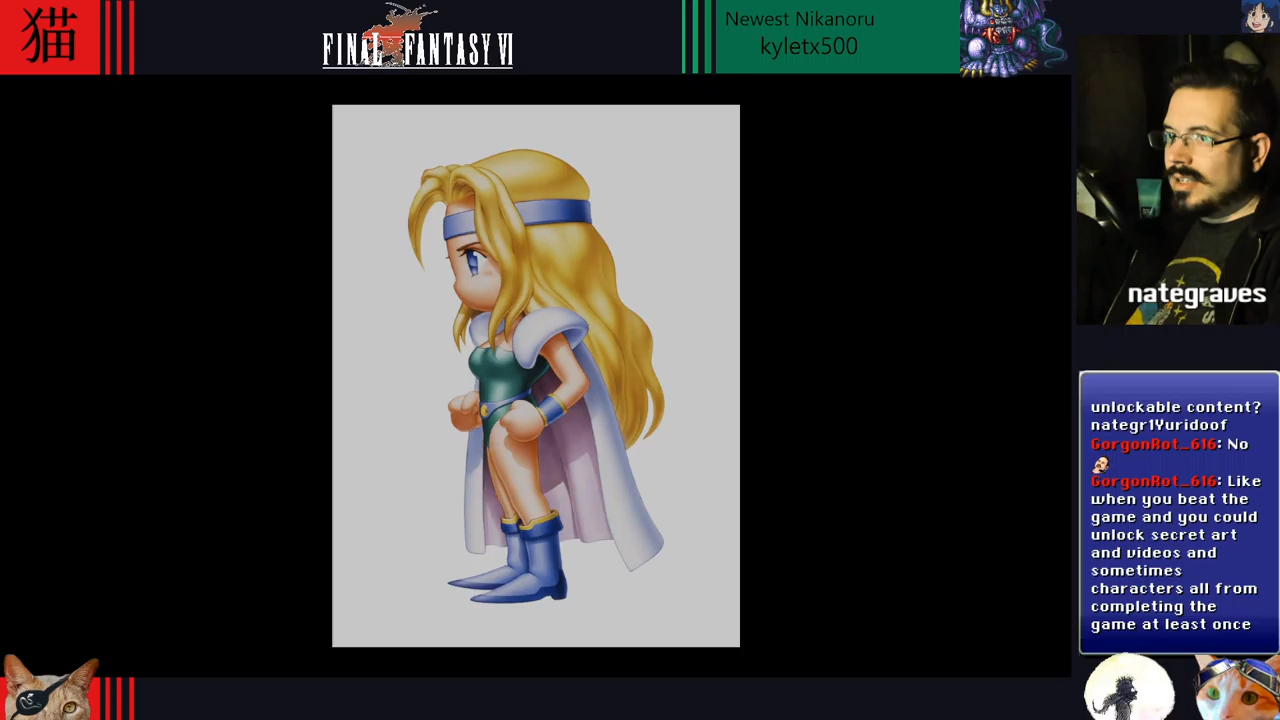 猫
FINAL FANTASY VI
Newest Nikanoru
kyletx500
nategraves
unlockable content?
nategr1Yuridoof
GorgonRot_616: No
GorgonRot_616: Like
when you beat the
game and you could
unlock secret art
and videos and
sometimes
characters all from
completing the
game at least once